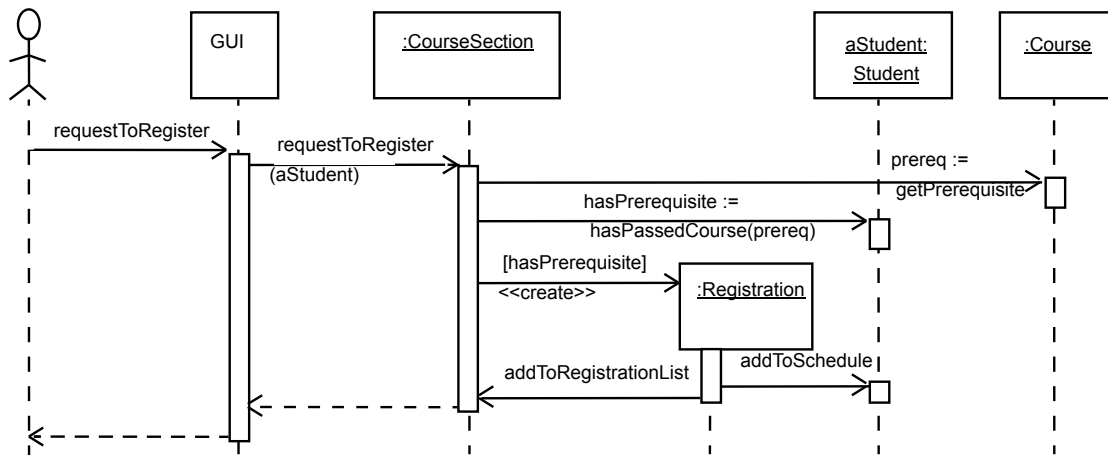 GUI
:CourseSection
aStudent:
Student
:Course
requestToRegister
requestToRegister
(aStudent)
prereq :=
getPrerequisite
hasPrerequisite :=
hasPassedCourse(prereq)
[hasPrerequisite]
<<create>>
:Registration
addToRegistrationList
addToSchedule